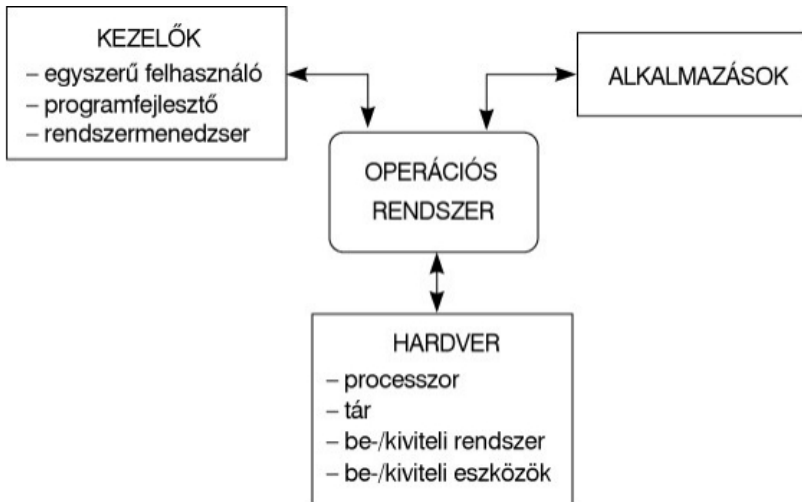 KEZELŐK
– egyszerű felhasználó
– programfejlesztő
– rendszermenedzser
ALKALMAZÁSOK
OPERÁCIÓS
RENDSZER
HARDVER
– processzor
– tár
– be-/kiviteli rendszer
– be-/kiviteli eszközök